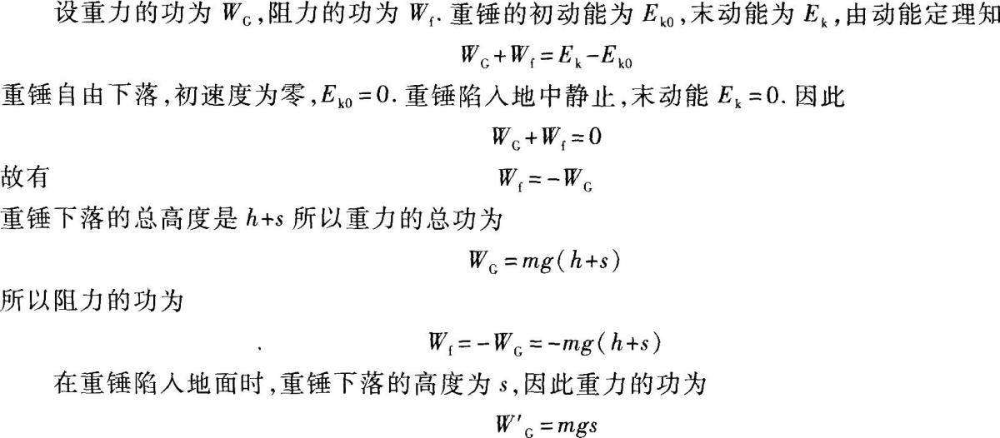 设重力的功为 W_G,阻力的功为 W_f. 重锤的初动能为 E_k0,末动能为 E_k,由动能定理知
W_G+W_f=E_k-E_k0
重锤自由下落,初速度为零,E_k0=0. 重锤陷入地中静止,末动能 E_k=0. 因此
W_G+W_f=0
故有 W_f=-W_G
重锤下落的总高度是 h+s 所以重力的总功为
W_G=mg(h+s)
所以阻力的功为
W_f=-W_G=-mg(h+s)
在重锤陷入地面时,重锤下落的高度为 s,因此重力的功为
W'_G=mgs